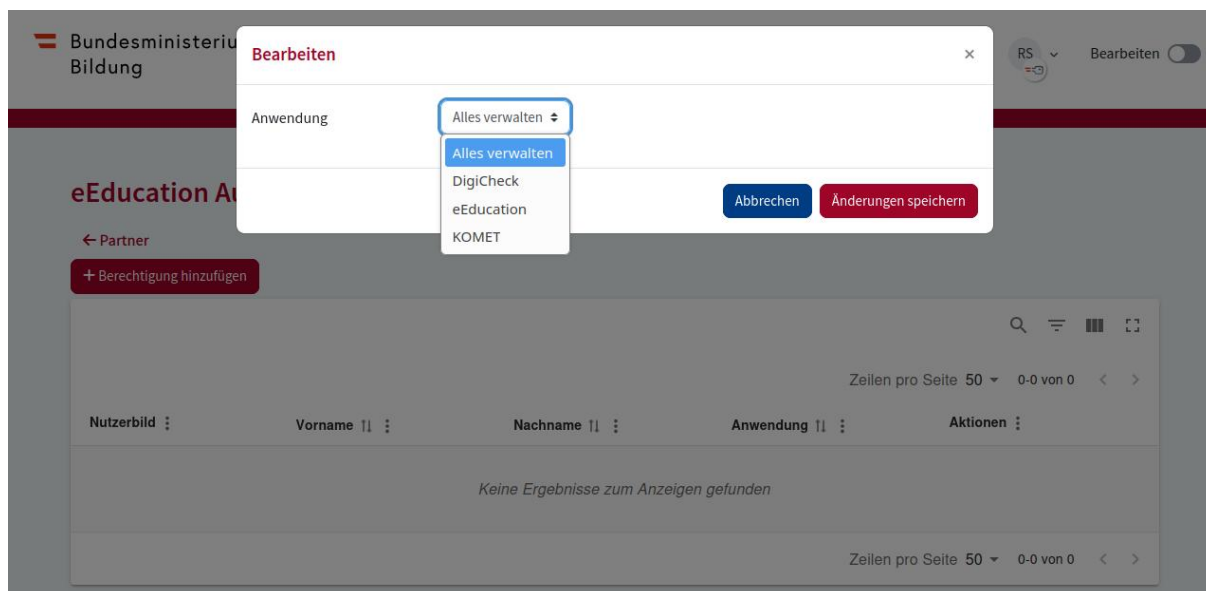 Bundesministeriu
Bildung
Bearbeiten
×
RS
Bearbeiten
Anwendung
Alles verwalten
Alles verwalten
DigiCheck
eEducation
KOMET
Abbrechen
Änderungen speichern
eEducation Au
← Partner
+ Berechtigung hinzufügen
Zeilen pro Seite 50 0-0 von 0 < >
Nutzerbild Vorname Nachname Anwendung Aktionen
Keine Ergebnisse zum Anzeigen gefunden
Zeilen pro Seite 50 0-0 von 0 < >